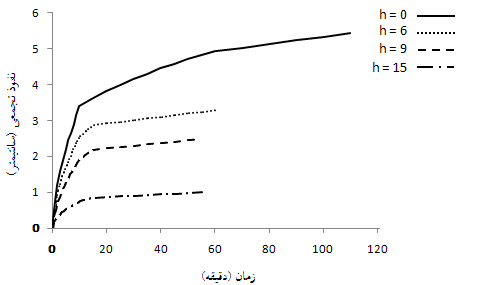 h = 0
h = 6
h = 9
h = 15
نفوذ تجمعی (سانتیمتر)
6
5
4
3
2
1
0
0 20 40 60 80 100 120
زمان (دقیقه)